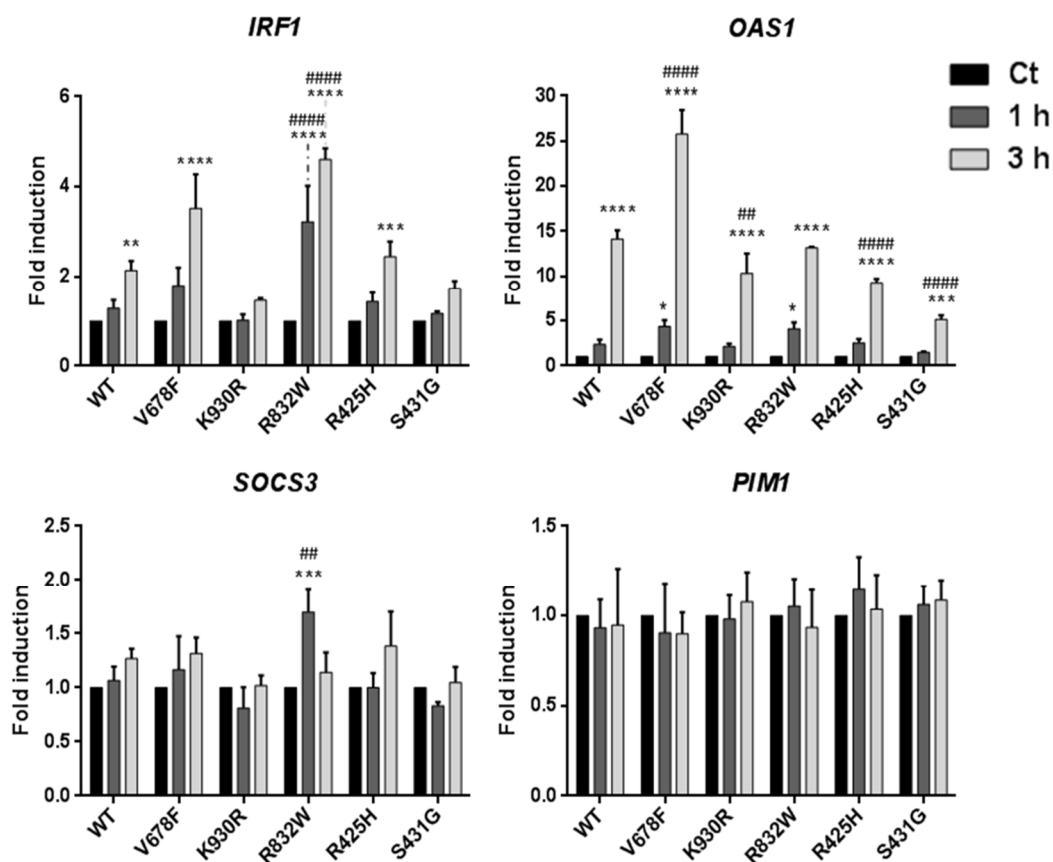 IRF1
Fold induction
6
4
2
0
####
****
####
****
****
**
***
WT
V678F
K930R
R832W
R425H
S431G
OAS1
Fold induction
30
25
20
15
10
5
0
####
****
****
##
****
****
####
****
####
***
*
*
WT
V678F
K930R
R832W
R425H
S431G
Ct
1 h
3 h
SOCS3
Fold induction
2.5
2.0
1.5
1.0
0.5
0.0
##
***
WT
V678F
K930R
R832W
R425H
S431G
PIM1
Fold induction
1.5
1.0
0.5
0.0
WT
V678F
K930R
R832W
R425H
S431G